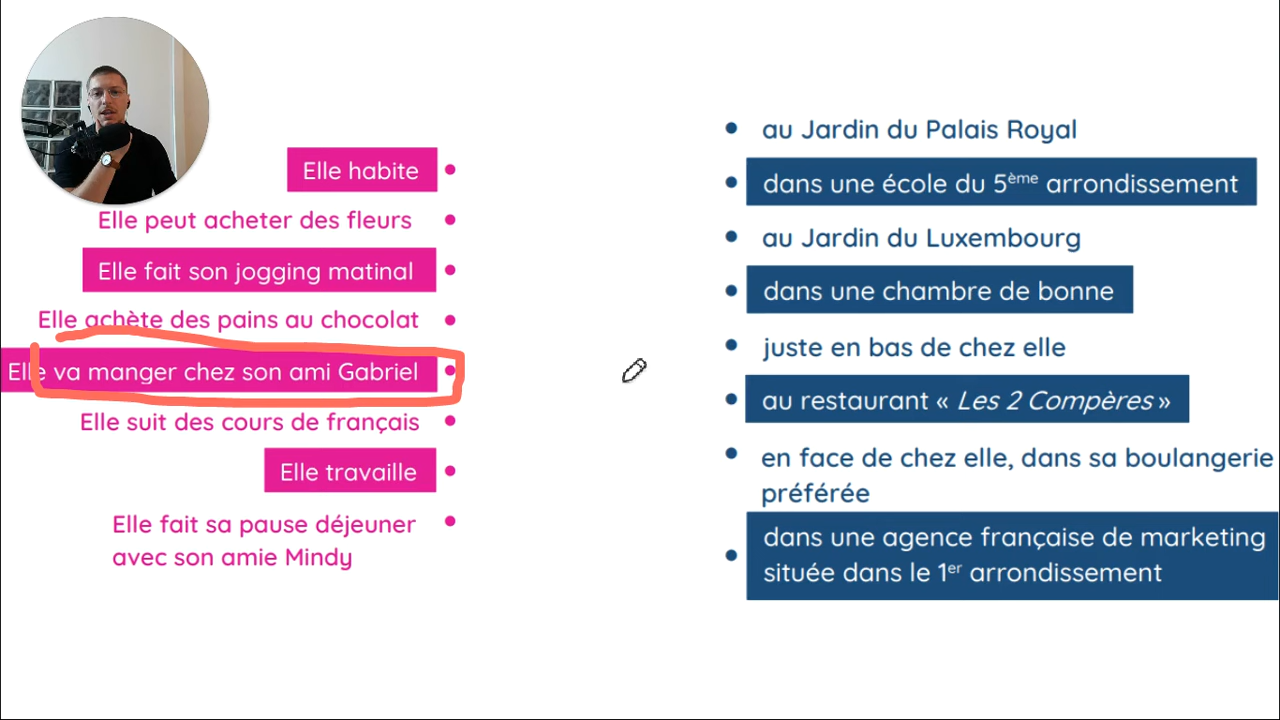 Elle habite
Elle peut acheter des fleurs
Elle fait son jogging matinal
Elle achète des pains au chocolat
Elle va manger chez son ami Gabriel
Elle suit des cours de français
Elle travaille
Elle fait sa pause déjeuner
avec son amie Mindy
au Jardin du Palais Royal
dans une école du 5ème arrondissement
au Jardin du Luxembourg
dans une chambre de bonne
juste en bas de chez elle
au restaurant « Les 2 Compères »
en face de chez elle, dans sa boulangerie
préférée
dans une agence française de marketing
située dans le 1er arrondissement